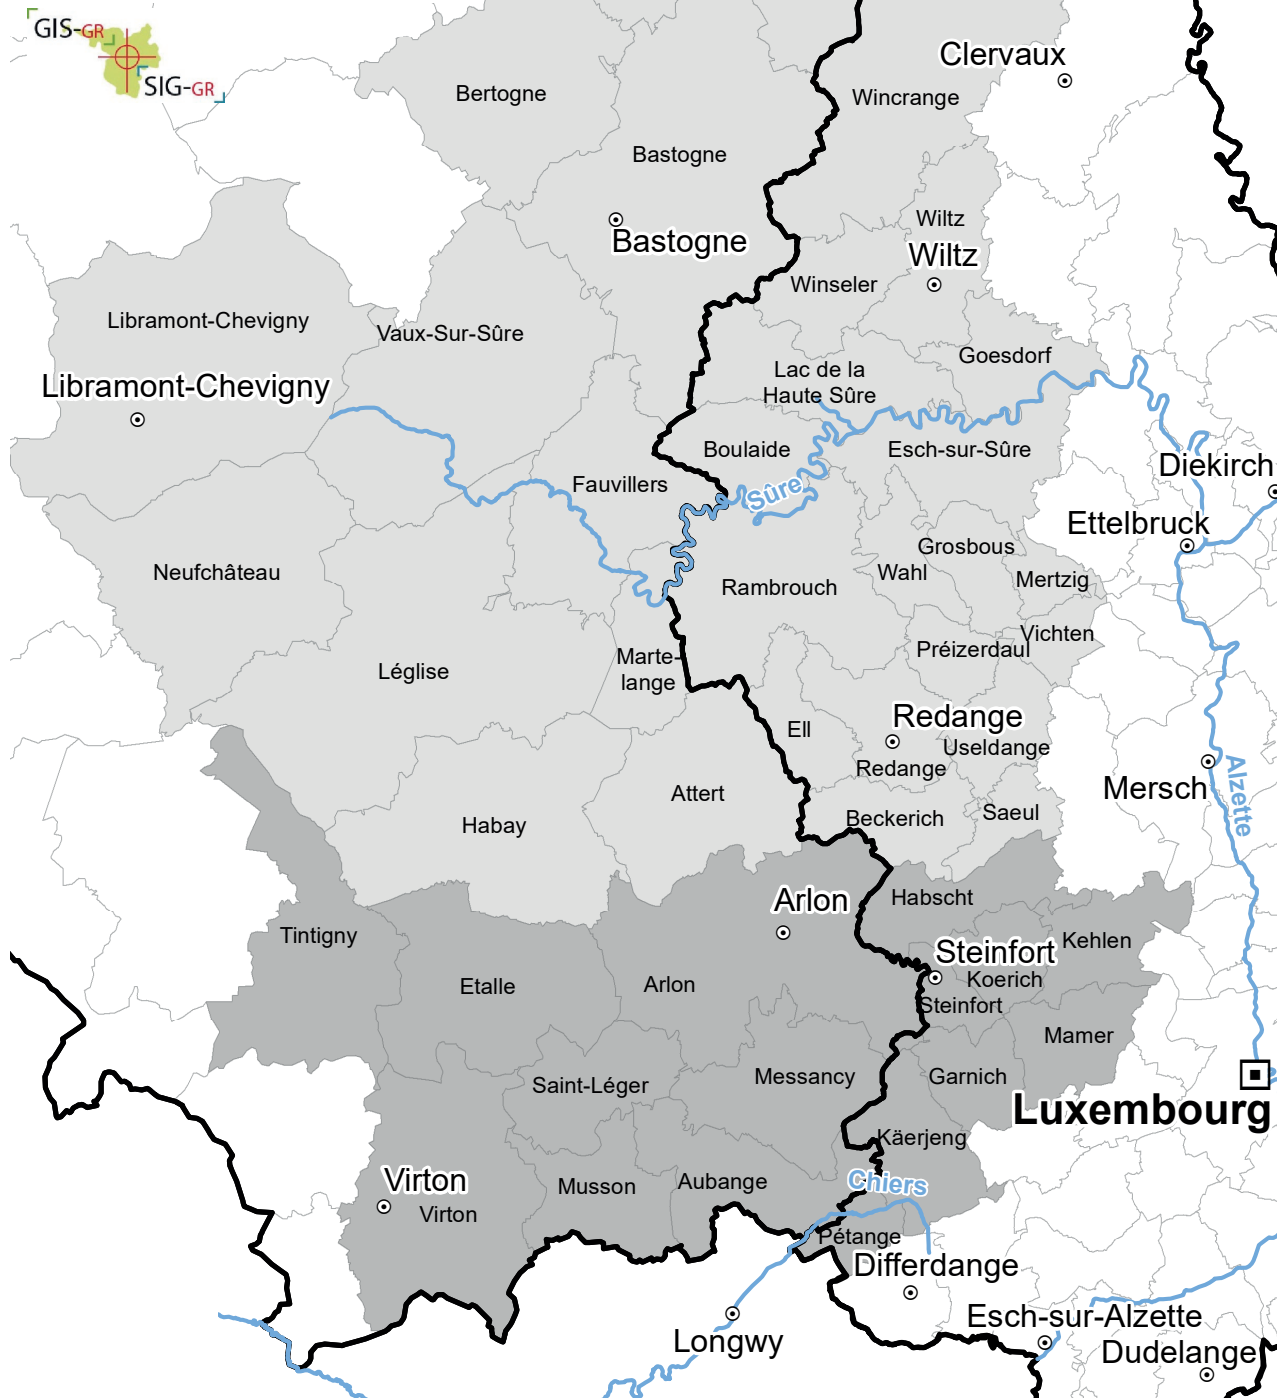 GIS-GR
SIG-GR
Clervaux
Bertogne
Wincrange
Bastogne
Bastogne
Wiltz
Wiltz
Winseler
Libramont-Chevigny
Vaux-Sur-Sûre
Goesdorf
Lac de la
Haute Sûre
Libramont-Chevigny
Boulaide
Esch-sur-Sûre
Diekirch
Fauvillers
Sûre
Ettelbruck
Grosbous
Neufchâteau
Wahl
Mertzig
Rambrouch
Vichten
Préizerdaul
Marte-
lange
Léglise
Redange
Ell
Useldange
Redange
Mersch
Alzette
Attert
Habay
Beckerich
Saeul
Arlon
Habscht
Tintigny
Kehlen
Steinfort
Koerich
Etalle
Arlon
Steinfort
Mamer
Messancy
Garnich
Saint-Léger
Luxembourg
Käerjeng
Virton
Musson
Aubange
Chiers
Virton
Pétange
Differdange
Esch-sur-Alzette
Longwy
Dudelange